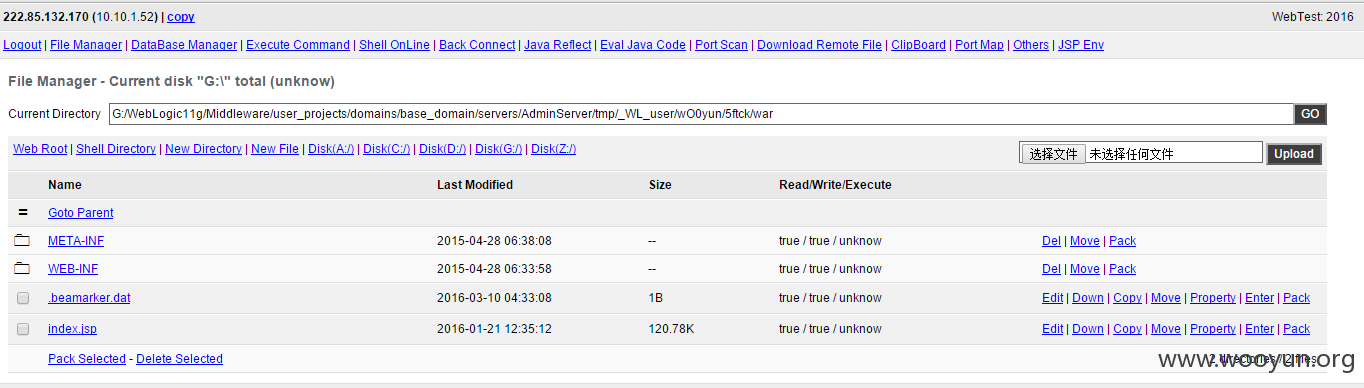 222.85.132.170 (10.10.1.52) | copy WebTest: 2016
Logout | File Manager | DataBase Manager | Execute Command | Shell OnLine | Back Connect | Java Reflect | Eval Java Code | Port Scan | Download Remote File | ClipBoard | Port Map | Others | JSP Env
File Manager - Current disk "G:\" total (unknow)
Current Directory G:/WebLogic11g/Middleware/user_projects/domains/base_domain/servers/AdminServer/tmp/_WL_user/wO0yun/5ftck/war GO
Web Root | Shell Directory | New Directory | New File | Disk(A:/) | Disk(C:/) | Disk(D:/) | Disk(G:/) | Disk(Z:/) 选择文件 未选择任何文件 Upload
Name Last Modified Size Read/Write/Execute
= Goto Parent
META-INF 2015-04-28 06:38:08 -- true / true / unknow Del | Move | Pack
WEB-INF 2015-04-28 06:33:58 -- true / true / unknow Del | Move | Pack
.beamarker.dat 2016-03-10 04:33:08 1B true / true / unknow Edit | Down | Copy | Move | Property | Enter | Pack
index.jsp 2016-01-21 12:35:12 120.78K true / true / unknow Edit | Down | Copy | Move | Property | Enter | Pack
Pack Selected - Delete Selected 2 directories / 2 files
www.wooyun.org